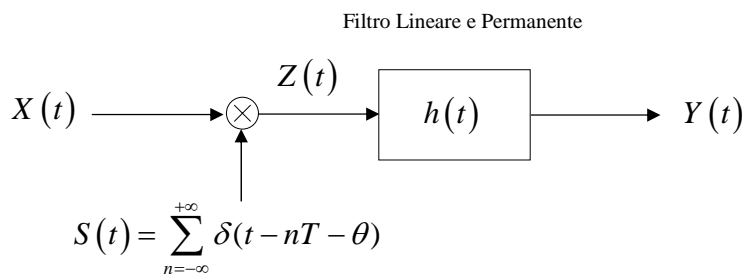 Filtro Lineare e Permanente
Z(t)
X(t) ⊗ h(t) Y(t)
S(t) = ∑_{n=-∞}^{+∞} δ(t − nT − θ)